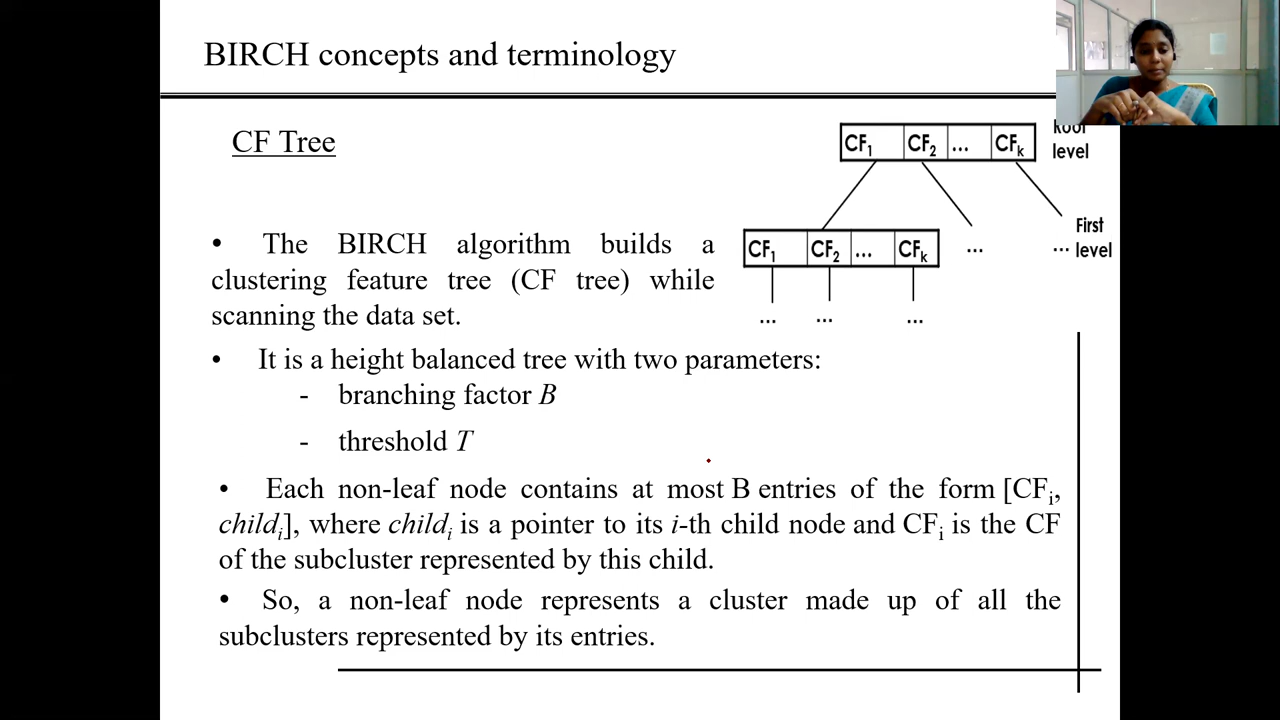 BIRCH concepts and terminology
CF Tree
CF1 CF2 ... CFk
Root
level
CF1 CF2 ... CFk
...
... First
level
... ... ...
• The BIRCH algorithm builds a
clustering feature tree (CF tree) while
scanning the data set.
• It is a height balanced tree with two parameters:
- branching factor B
- threshold T
• Each non-leaf node contains at most B entries of the form [CFi,
childi], where childi is a pointer to its i-th child node and CFi is the CF
of the subcluster represented by this child.
• So, a non-leaf node represents a cluster made up of all the
subclusters represented by its entries.